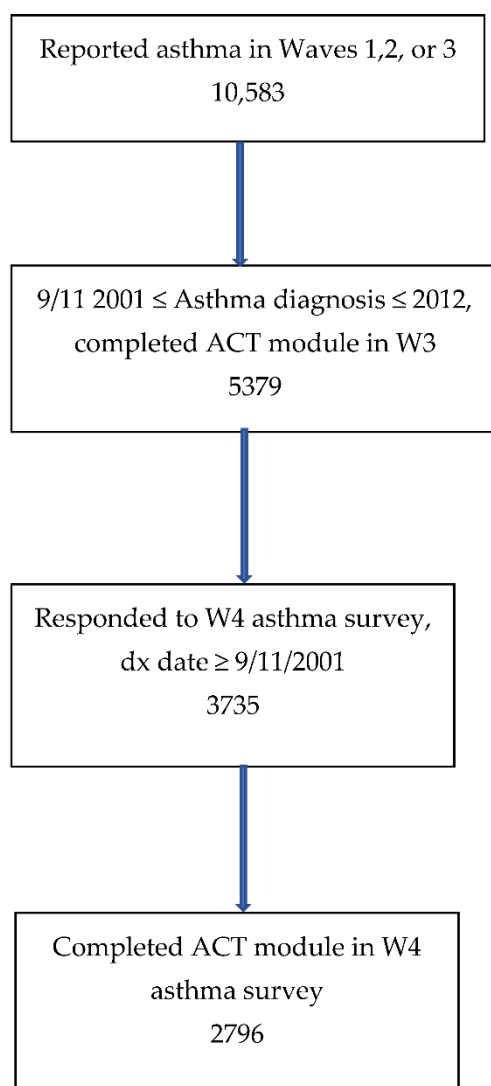 Reported asthma in Waves 1,2, or 3
10,583
9/11 2001 ≤ Asthma diagnosis ≤ 2012,
completed ACT module in W3
5379
Responded to W4 asthma survey,
dx date ≥ 9/11/2001
3735
Completed ACT module in W4
asthma survey
2796